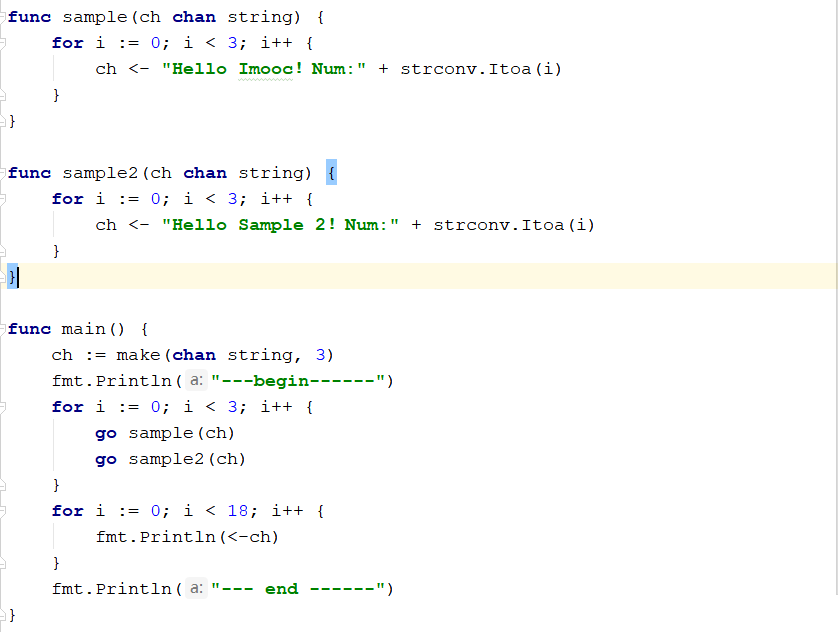 func sample(ch chan string) {
    for i := 0; i < 3; i++ {
        ch <- "Hello Imooc! Num:" + strconv.Itoa(i)
    }
}

func sample2(ch chan string) {
    for i := 0; i < 3; i++ {
        ch <- "Hello Sample 2! Num:" + strconv.Itoa(i)
    }
}

func main() {
    ch := make(chan string, 3)
    fmt.Println( a: "---begin------")
    for i := 0; i < 3; i++ {
        go sample(ch)
        go sample2(ch)
    }
    for i := 0; i < 18; i++ {
        fmt.Println(<-ch)
    }
    fmt.Println( a: "--- end ------")
}